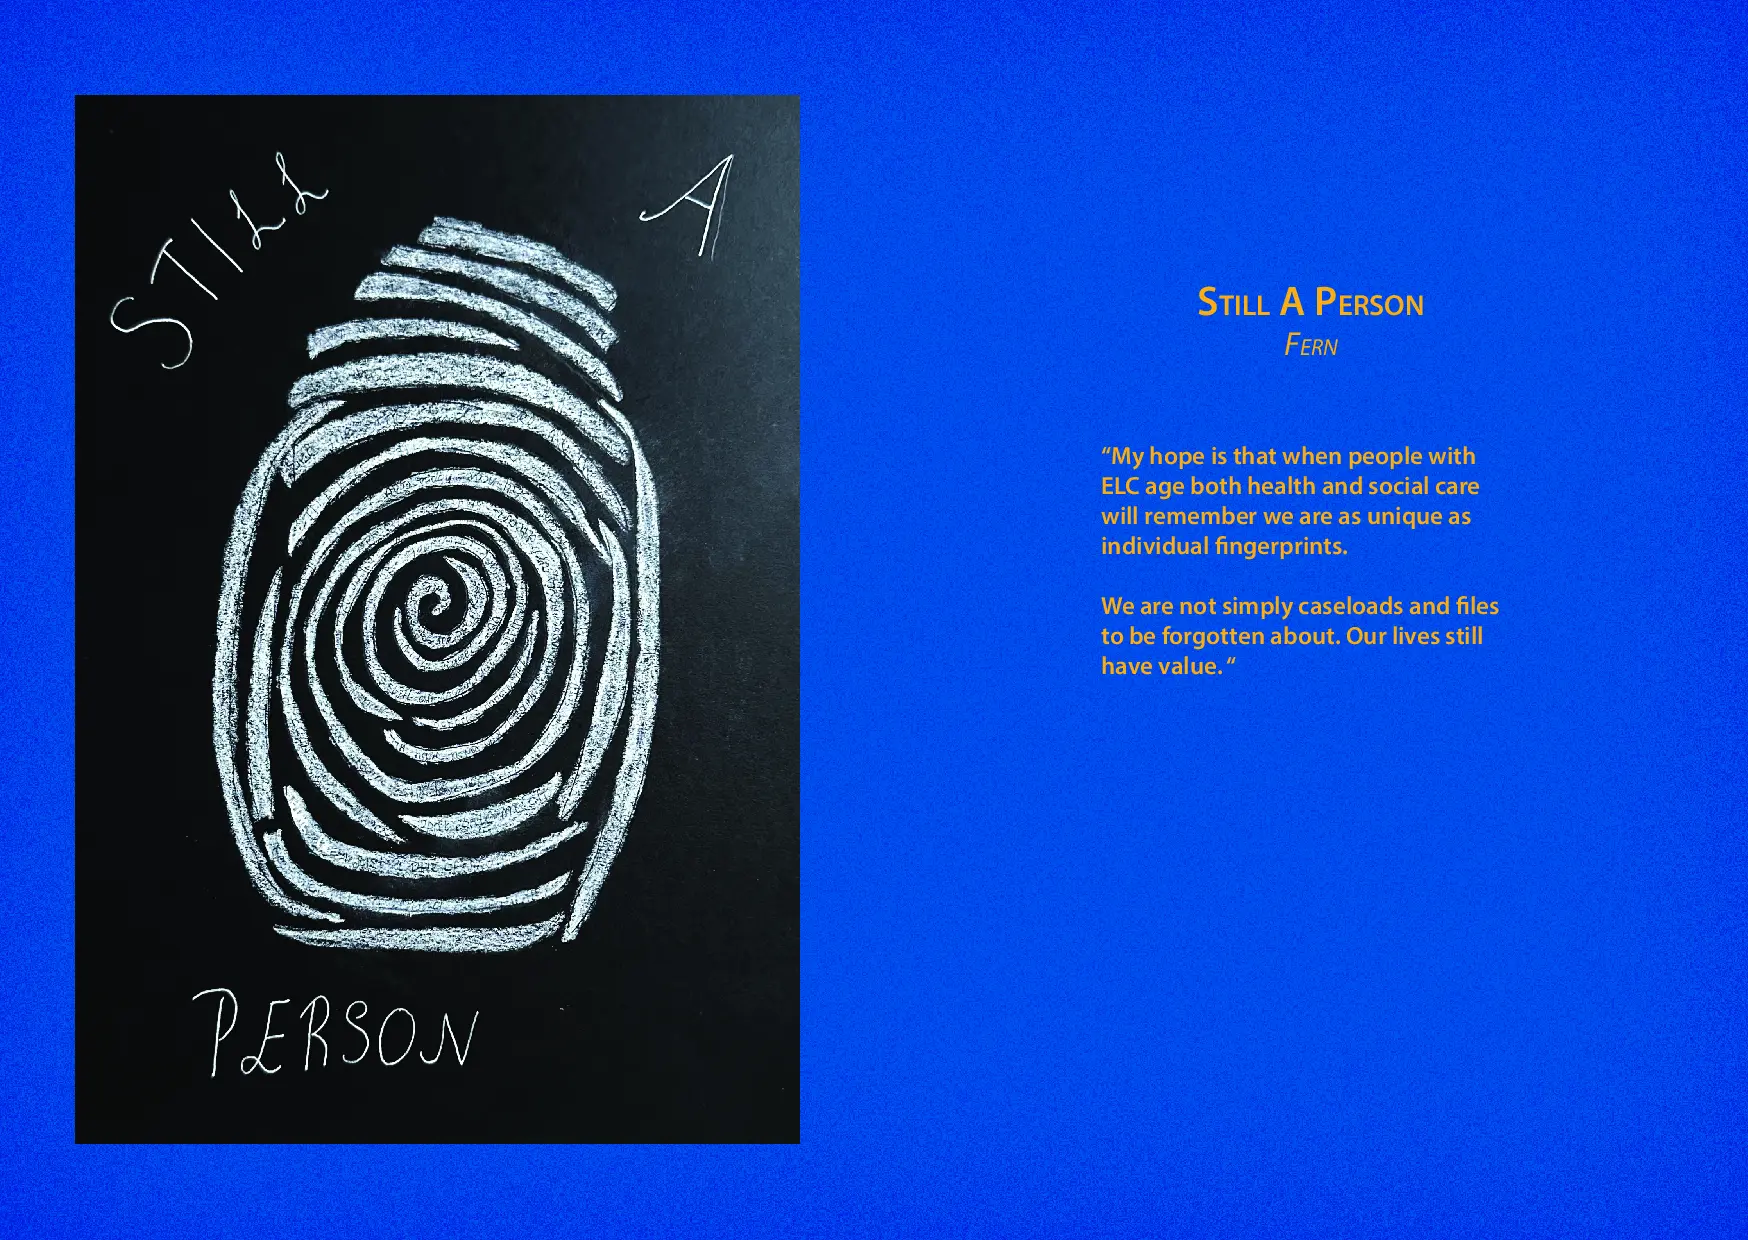 STILL
A
PERSON
Still A Person
Fern
“My hope is that when people with
ELC age both health and social care
will remember we are as unique as
individual fingerprints.
We are not simply caseloads and files
to be forgotten about. Our lives still
have value. “